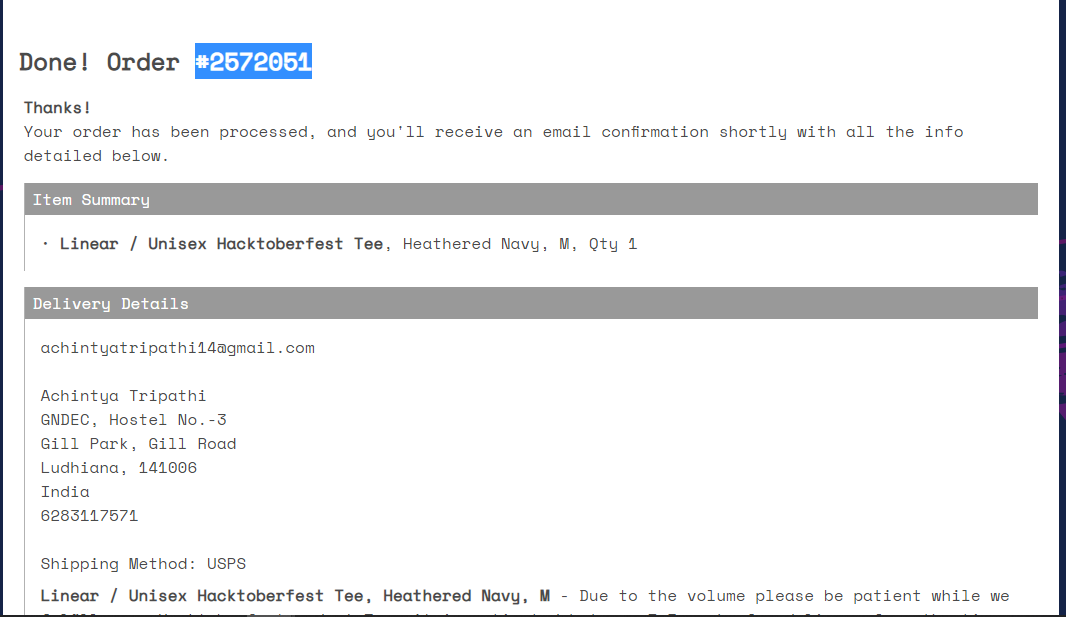 Done! Order #2572051
Thanks!
Your order has been processed, and you'll receive an email confirmation shortly with all the info
detailed below.
Item Summary
· Linear / Unisex Hacktoberfest Tee, Heathered Navy, M, Qty 1
Delivery Details
achintyatripathi14@gmail.com
Achintya Tripathi
GNDEC, Hostel No.-3
Gill Park, Gill Road
Ludhiana, 141006
India
6283117571
Shipping Method: USPS
Linear / Unisex Hacktoberfest Tee, Heathered Navy, M - Due to the volume please be patient while we